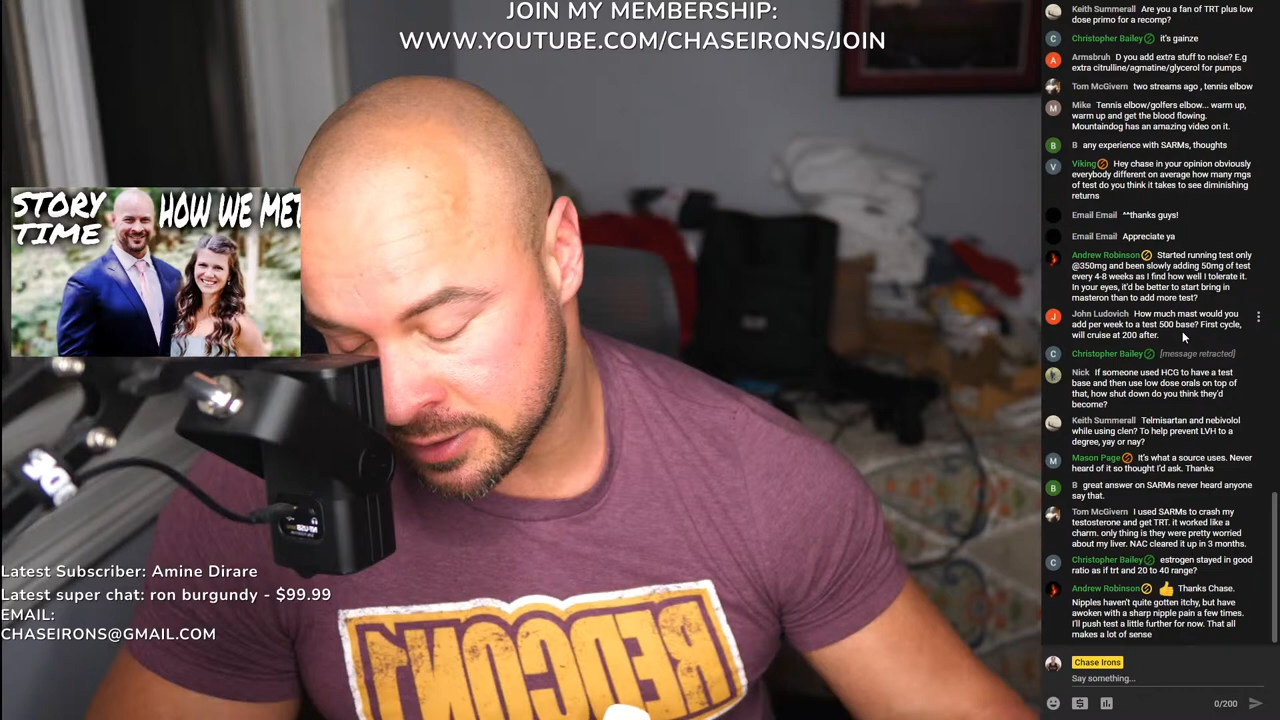 JOIN MY MEMBERSHIP:
WWW.YOUTUBE.COM/CHASEIRONS/JOIN
STORY
TIME
HOW WE MET
Latest Subscriber: Amine Dirare
Latest super chat: ron burgundy - $99.99
EMAIL:
CHASEIRONS@GMAIL.COM
REDCON1
Keith Summerall Are you a fan of TRT plus low
dose primo for a recomp?
C Christopher Bailey it's gainze
A Armsbruh D you add extra stuff to noise? E.g
extra citrulline/agmatine/glycerol for pumps
Tom McGivern two streams ago , tennis elbow
M Mike Tennis elbow/golfers elbow... warm up,
warm up and get the blood flowing.
Mountaindog has an amazing video on it.
B B any experience with SARMs, thoughts
V Viking Hey chase in your opinion obviously
everybody different on average how many mgs
of test do you think it takes to see diminishing
returns
Email Email ^^thanks guys!
Email Email Appreciate ya
Andrew Robinson Started running test only
@350mg and been slowly adding 50mg of test
every 4-8 weeks as I find how well I tolerate it.
In your eyes, it'd be better to start bring in
masteron than to add more test?
J John Ludovich How much mast would you
add per week to a test 500 base? First cycle,
will cruise at 200 after.
C Christopher Bailey [message retracted]
Nick If someone used HCG to have a test
base and then use low dose orals on top of
that, how shut down do you think they'd
become?
Keith Summerall Telmisartan and nebivolol
while using clen? To help prevent LVH to a
degree, yay or nay?
M Mason Page It's what a source uses. Never
heard of it so thought I'd ask. Thanks
B B great answer on SARMs never heard anyone
say that.
Tom McGivern I used SARMs to crash my
testosterone and get TRT. it worked like a
charm. only thing is they were pretty worried
about my liver. NAC cleared it up in 3 months.
C Christopher Bailey estrogen stayed in good
ratio as if trt and 20 to 40 range?
Andrew Robinson 👍 Thanks Chase.
Nipples haven't quite gotten itchy, but have
awoken with a sharp nipple pain a few times.
I'll push test a little further for now. That all
makes a lot of sense
Chase Irons
Say something...
0/200